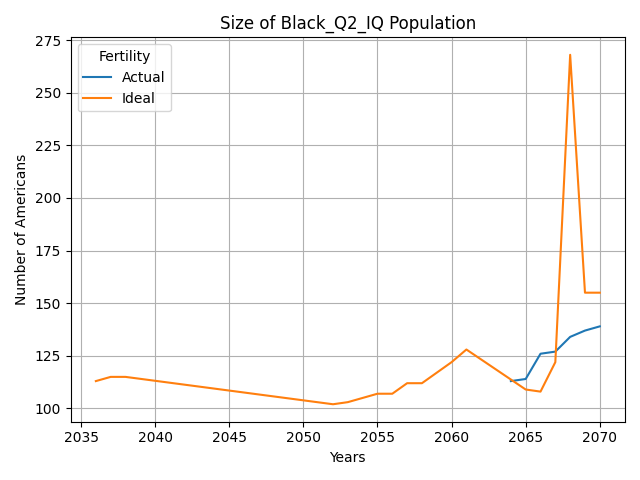 Size of Black_Q2_IQ Population
Fertility
Actual
Ideal
Number of Americans
275
250
225
200
175
150
125
100
2035 2040 2045 2050 2055 2060 2065 2070
Years